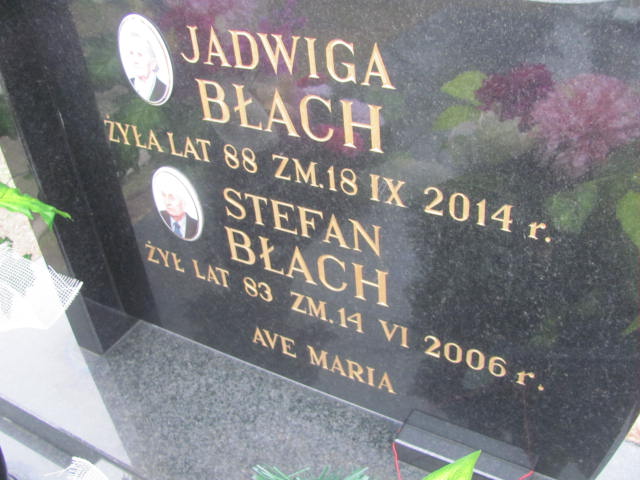 JADWIGA
BŁACH
ŻYŁA LAT 88 ZM.18 IX 2014 r.
STEFAN
BŁACH
ŻYŁ LAT 83 ZM.14 VI 2006 r.
AVE MARIA